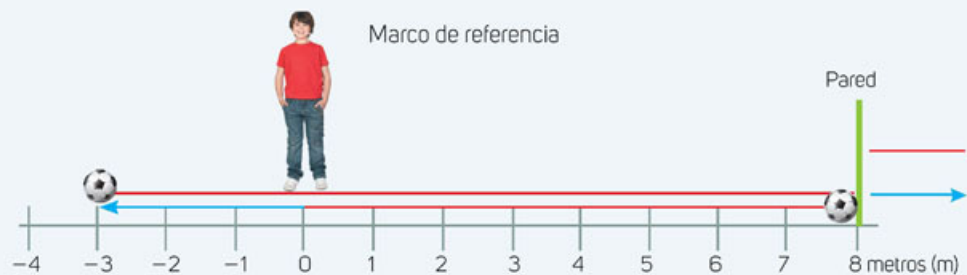 Marco de referencia
Pared
−4 −3 −2 −1 0 1 2 3 4 5 6 7 8 metros (m)